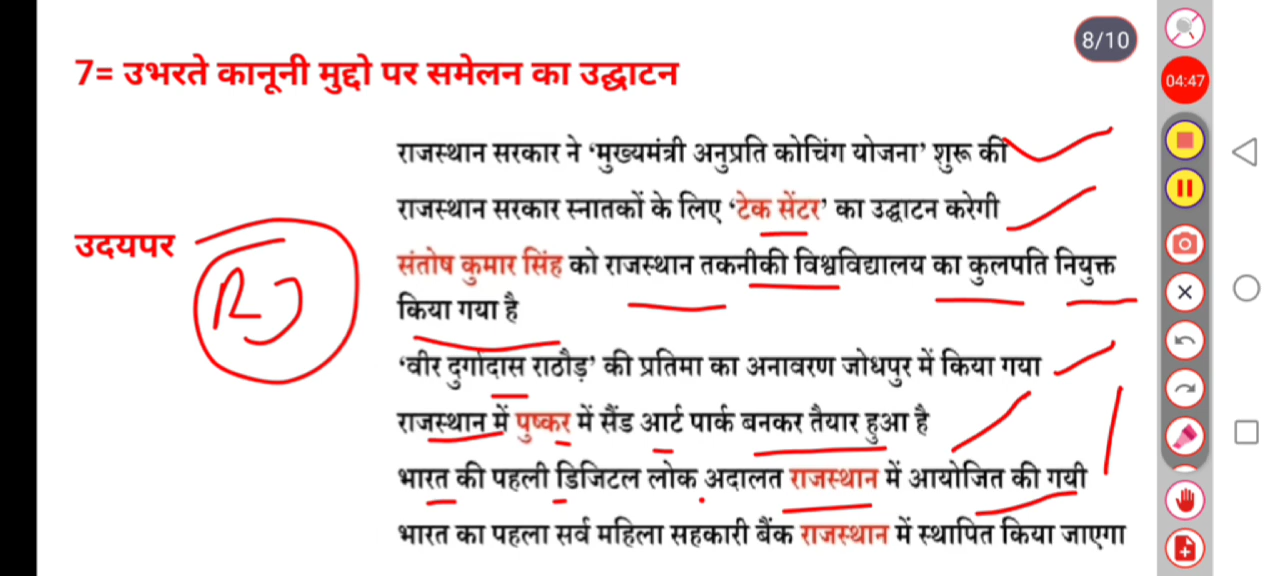 8/10
04:47
7= उभरते कानूनी मुद्दो पर समेलन का उद्घाटन
राजस्थान सरकार ने ‘मुख्यमंत्री अनुप्रति कोचिंग योजना’ शुरू की
राजस्थान सरकार स्नातकों के लिए ‘टेक सेंटर’ का उद्घाटन करेगी
उदयपर
RJ
संतोष कुमार सिंह को राजस्थान तकनीकी विश्वविद्यालय का कुलपति नियुक्त
किया गया है
‘वीर दुर्गादास राठौड़’ की प्रतिमा का अनावरण जोधपुर में किया गया
राजस्थान में पुष्कर में सैंड आर्ट पार्क बनकर तैयार हुआ है
भारत की पहली डिजिटल लोक अदालत राजस्थान में आयोजित की गयी
भारत का पहला सर्व महिला सहकारी बैंक राजस्थान में स्थापित किया जाएगा